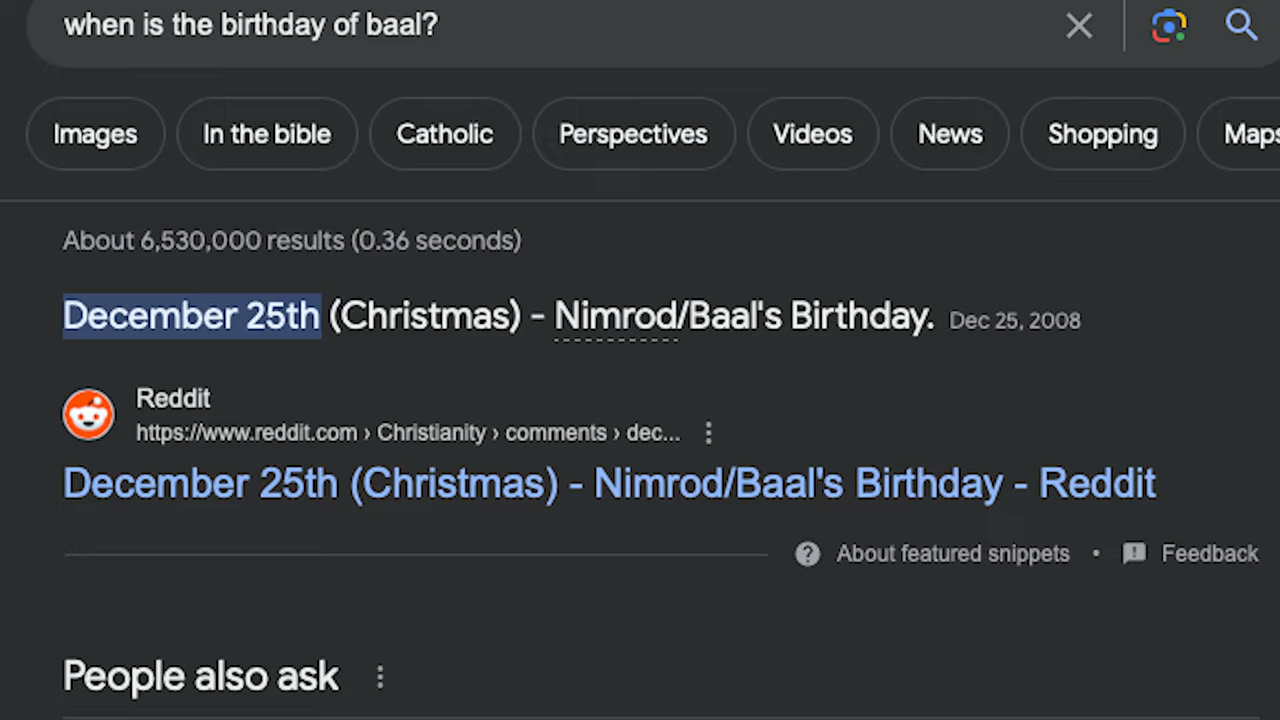 when is the birthday of baal?
Images In the bible Catholic Perspectives Videos News Shopping Maps
About 6,530,000 results (0.36 seconds)
December 25th (Christmas) - Nimrod/Baal's Birthday. Dec 25, 2008
Reddit
https://www.reddit.com › Christianity › comments › dec...
December 25th (Christmas) - Nimrod/Baal's Birthday - Reddit
About featured snippets • Feedback
People also ask